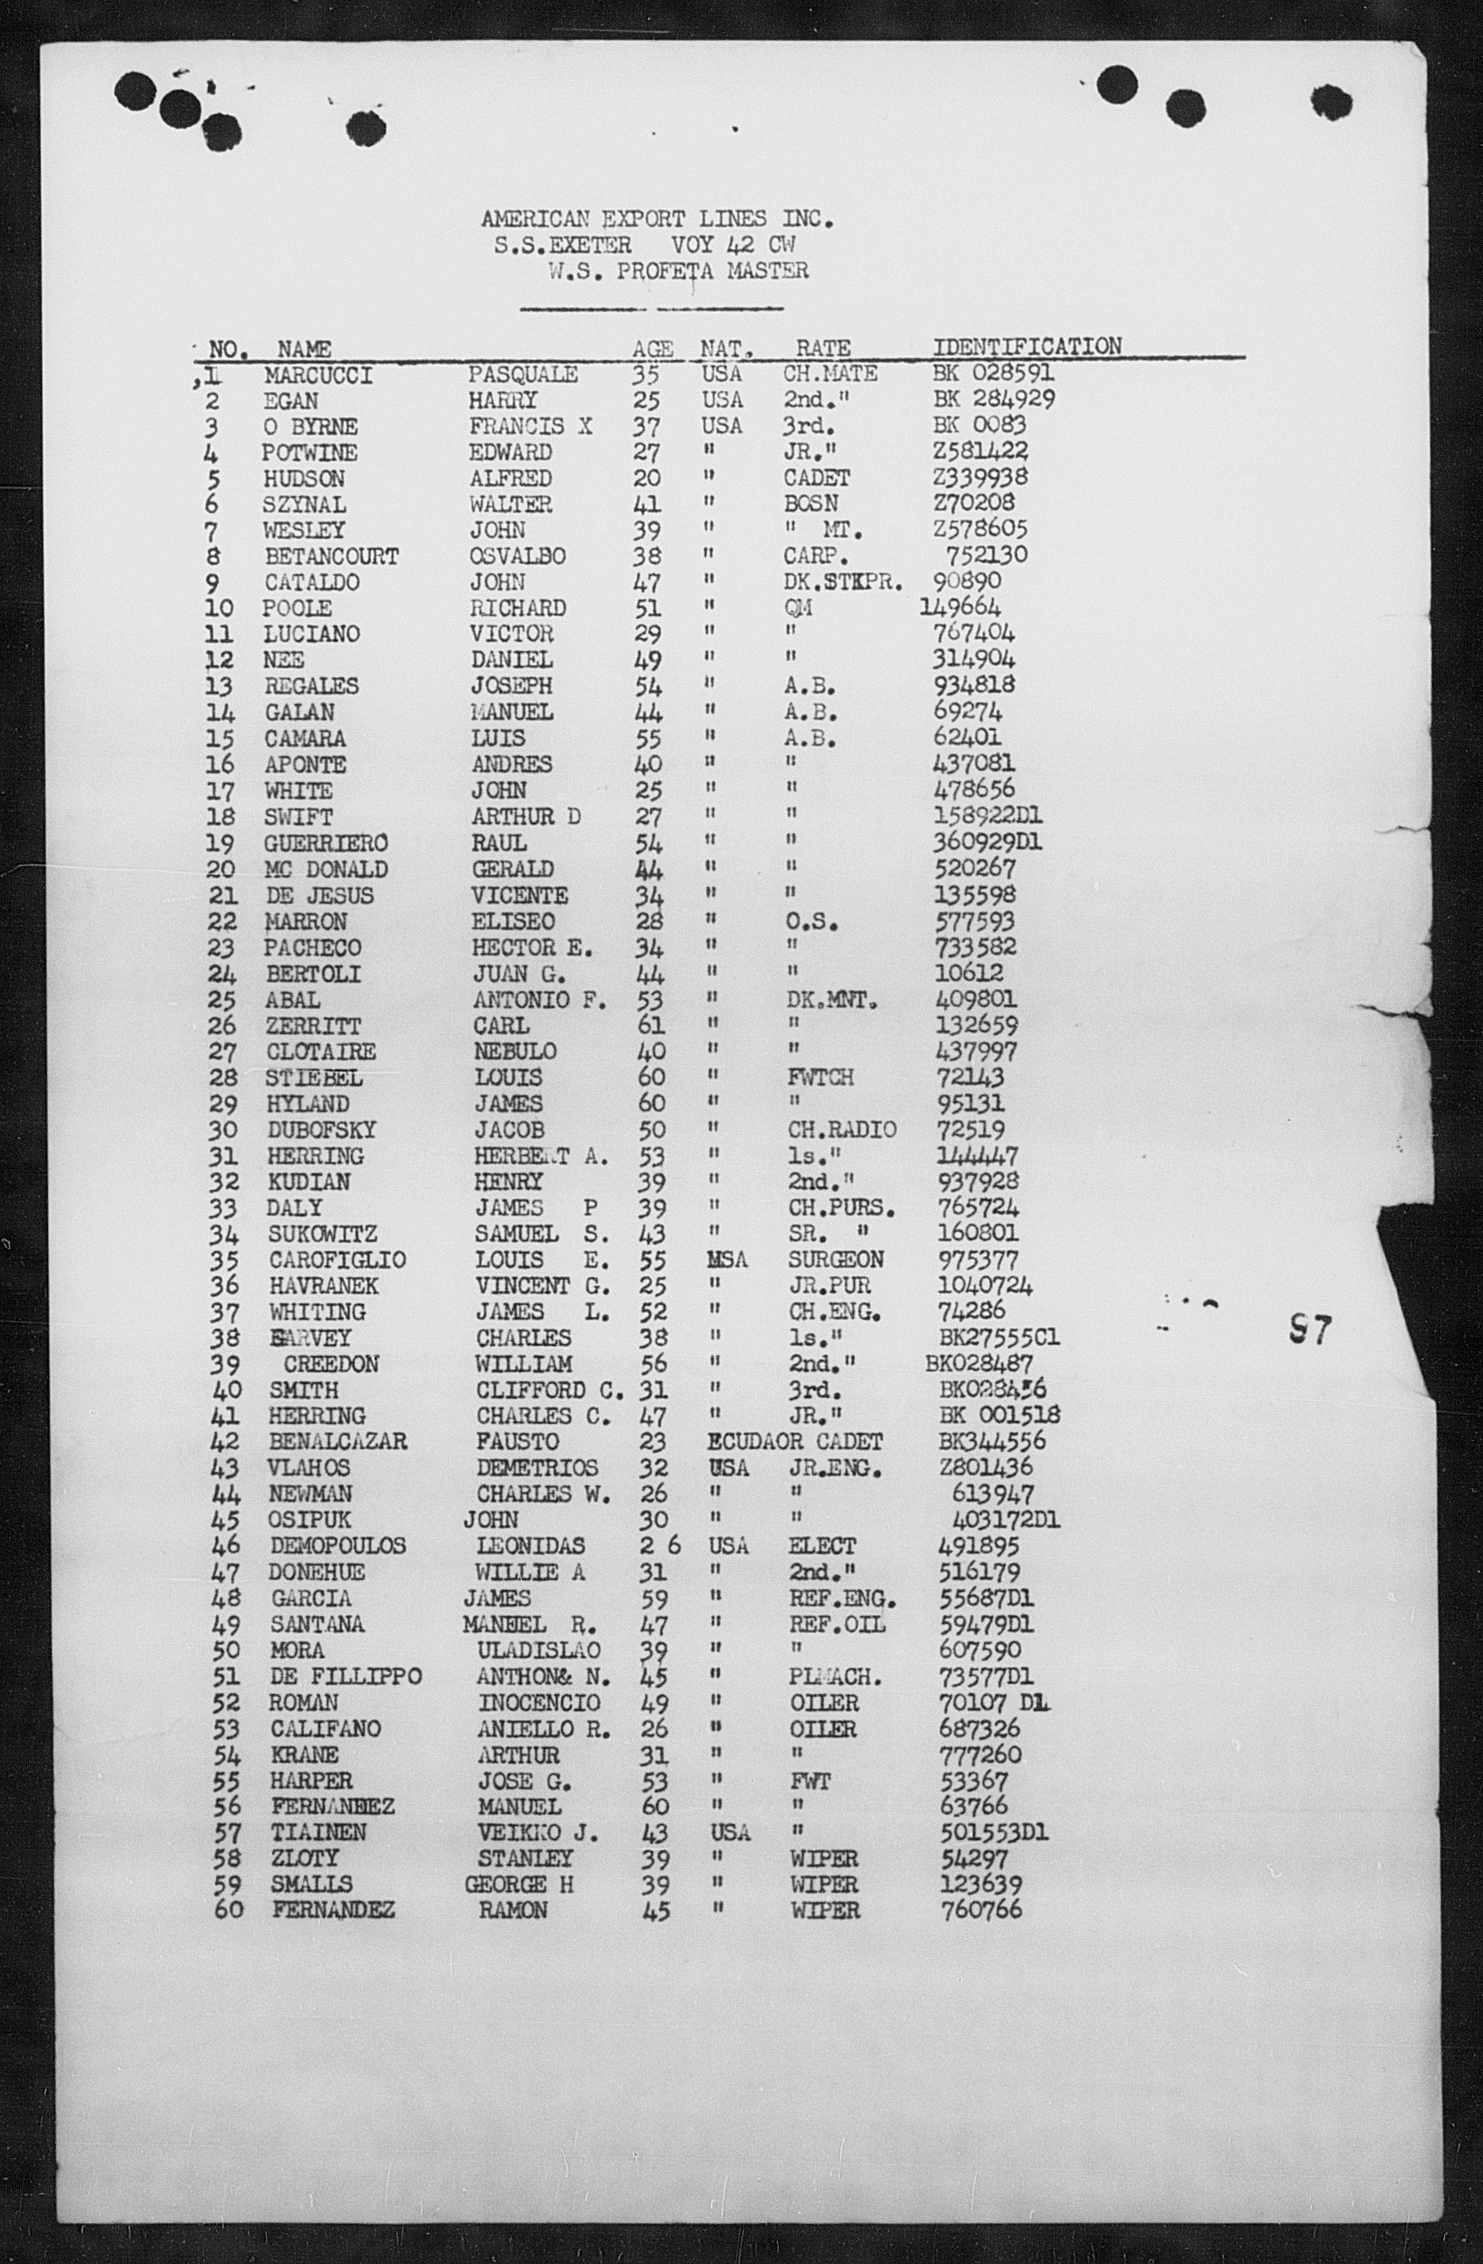 AMERICAN EXPORT LINES INC.
S.S.EXETER VOY 42 CW
W.S. PROFETA MASTER
NO. NAME AGE NAT. RATE IDENTIFICATION
,1 MARCUCCI PASQUALE 35 USA CH.MATE BK 028591
2 EGAN HARRY 25 USA 2nd." BK 284929
3 O BYRNE FRANCIS X 37 USA 3rd. BK 0083
4 POTWINE EDWARD 27 " JR." Z581422
5 HUDSON ALFRED 20 " CADET Z339938
6 SZYNAL WALTER 41 " BOSN Z70208
7 WESLEY JOHN 39 " " MT. Z578605
8 BETANCOURT OSVALDO 38 " CARP. 752130
9 CATALDO JOHN 47 " DK.STKPR. 90890
10 POOLE RICHARD 51 " QM 149664
11 LUCIANO VICTOR 29 " " 767404
12 NEE DANIEL 49 " " 314904
13 REGALES JOSEPH 54 " A.B. 934818
14 GALAN MANUEL 44 " A.B. 69274
15 CAMARA LUIS 55 " A.B. 62401
16 APONTE ANDRES 40 " " 437081
17 WHITE JOHN 25 " " 478656
18 SWIFT ARTHUR D 27 " " 158922D1
19 GUERRIERO RAUL 54 " " 360929D1
20 MC DONALD GERALD 44 " " 520267
21 DE JESUS VICENTE 34 " " 135598
22 MARRON ELISEO 28 " O.S. 577593
23 PACHECO HECTOR E. 34 " " 733582
24 BERTOLI JUAN G. 44 " " 10612
25 ABAL ANTONIO F. 53 " DK.MNT. 409801
26 ZERRITT CARL 61 " " 132659
27 CLOTAIRE NEBULO 40 " " 437997
28 STIEBEL LOUIS 60 " FWTCH 72143
29 HYLAND JAMES 60 " " 95131
30 DUBOFSKY JACOB 50 " CH.RADIO 72519
31 HERRING HERBERT A. 53 " 1s." 144447
32 KUDIAN HENRY 39 " 2nd." 937928
33 DALY JAMES P 39 " CH.PURS. 765724
34 SUKOWITZ SAMUEL S. 43 " SR. " 160801
35 CAROFIGLIO LOUIS E. 55 USA SURGEON 975377
36 HAVRANEK VINCENT G. 25 " JR.PUR 1040724
37 WHITING JAMES L. 52 " CH.ENG. 74286
38 HARVEY CHARLES 38 " 1s." BK27555C1
39 CREEDON WILLIAM 56 " 2nd." BK028487
40 SMITH CLIFFORD C. 31 " 3rd. BK028456
41 HERRING CHARLES C. 47 " JR." BK 001518
42 BENALCAZAR FAUSTO 23 ECUDAOR CADET BK344556
43 VLAHOS DEMETRIOS 32 USA JR.ENG. Z801436
44 NEWMAN CHARLES W. 26 " " 613947
45 OSIPUK JOHN 30 " " 403172D1
46 DEMOPOULOS LEONIDAS 2 6 USA ELECT 491895
47 DONEHUE WILLIE A 31 " 2nd." 516179
48 GARCIA JAMES 59 " REF.ENG. 55687D1
49 SANTANA MANUEL R. 47 " REF.OIL 59479D1
50 MORA ULADISLAO 39 " " 607590
51 DE FILLIPPO ANTHON& N. 45 " PLMACH. 73577D1
52 ROMAN INOCENCIO 49 " OILER 70107 D1
53 CALIFANO ANIELLO R. 26 " OILER 687326
54 KRANE ARTHUR 31 " " 777260
55 HARPER JOSE G. 53 " FWT 53367
56 FERNANDEZ MANUEL 60 " " 63766
57 TIAINEN VEIKKO J. 43 USA " 501553D1
58 ZLOTY STANLEY 39 " WIPER 54297
59 SMALLS GEORGE H 39 " WIPER 123639
60 FERNANDEZ RAMON 45 " WIPER 760766
97